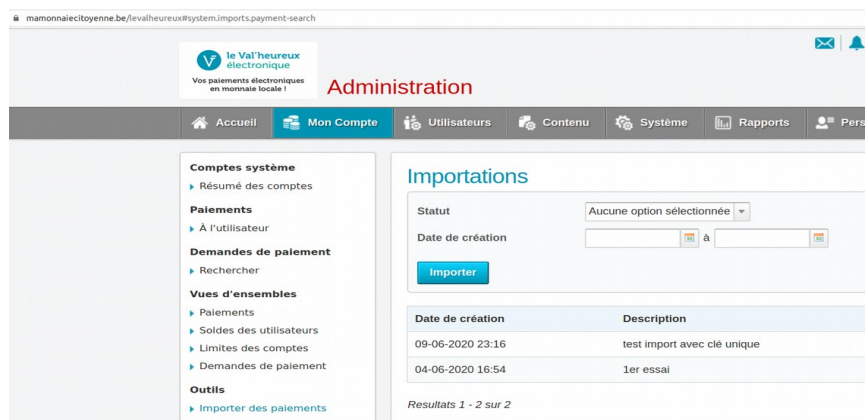 mamonnaiecitoyenne.be/levalheureux#system.imports.payment-search
le Val'heureux
électronique
Vos paiements électroniques
en monnaie locale !
Administration
Accueil Mon Compte Utilisateurs Contenu Système Rapports Pers
Comptes système
Résumé des comptes
Paiements
À l'utilisateur
Demandes de paiement
Rechercher
Vues d'ensembles
Paiements
Soldes des utilisateurs
Limites des comptes
Demandes de paiement
Outils
Importer des paiements
Importations
Statut Aucune option sélectionnée
Date de création à
Importer
Date de création Description
09-06-2020 23:16 test import avec clé unique
04-06-2020 16:54 1er essai
Resultats 1 - 2 sur 2